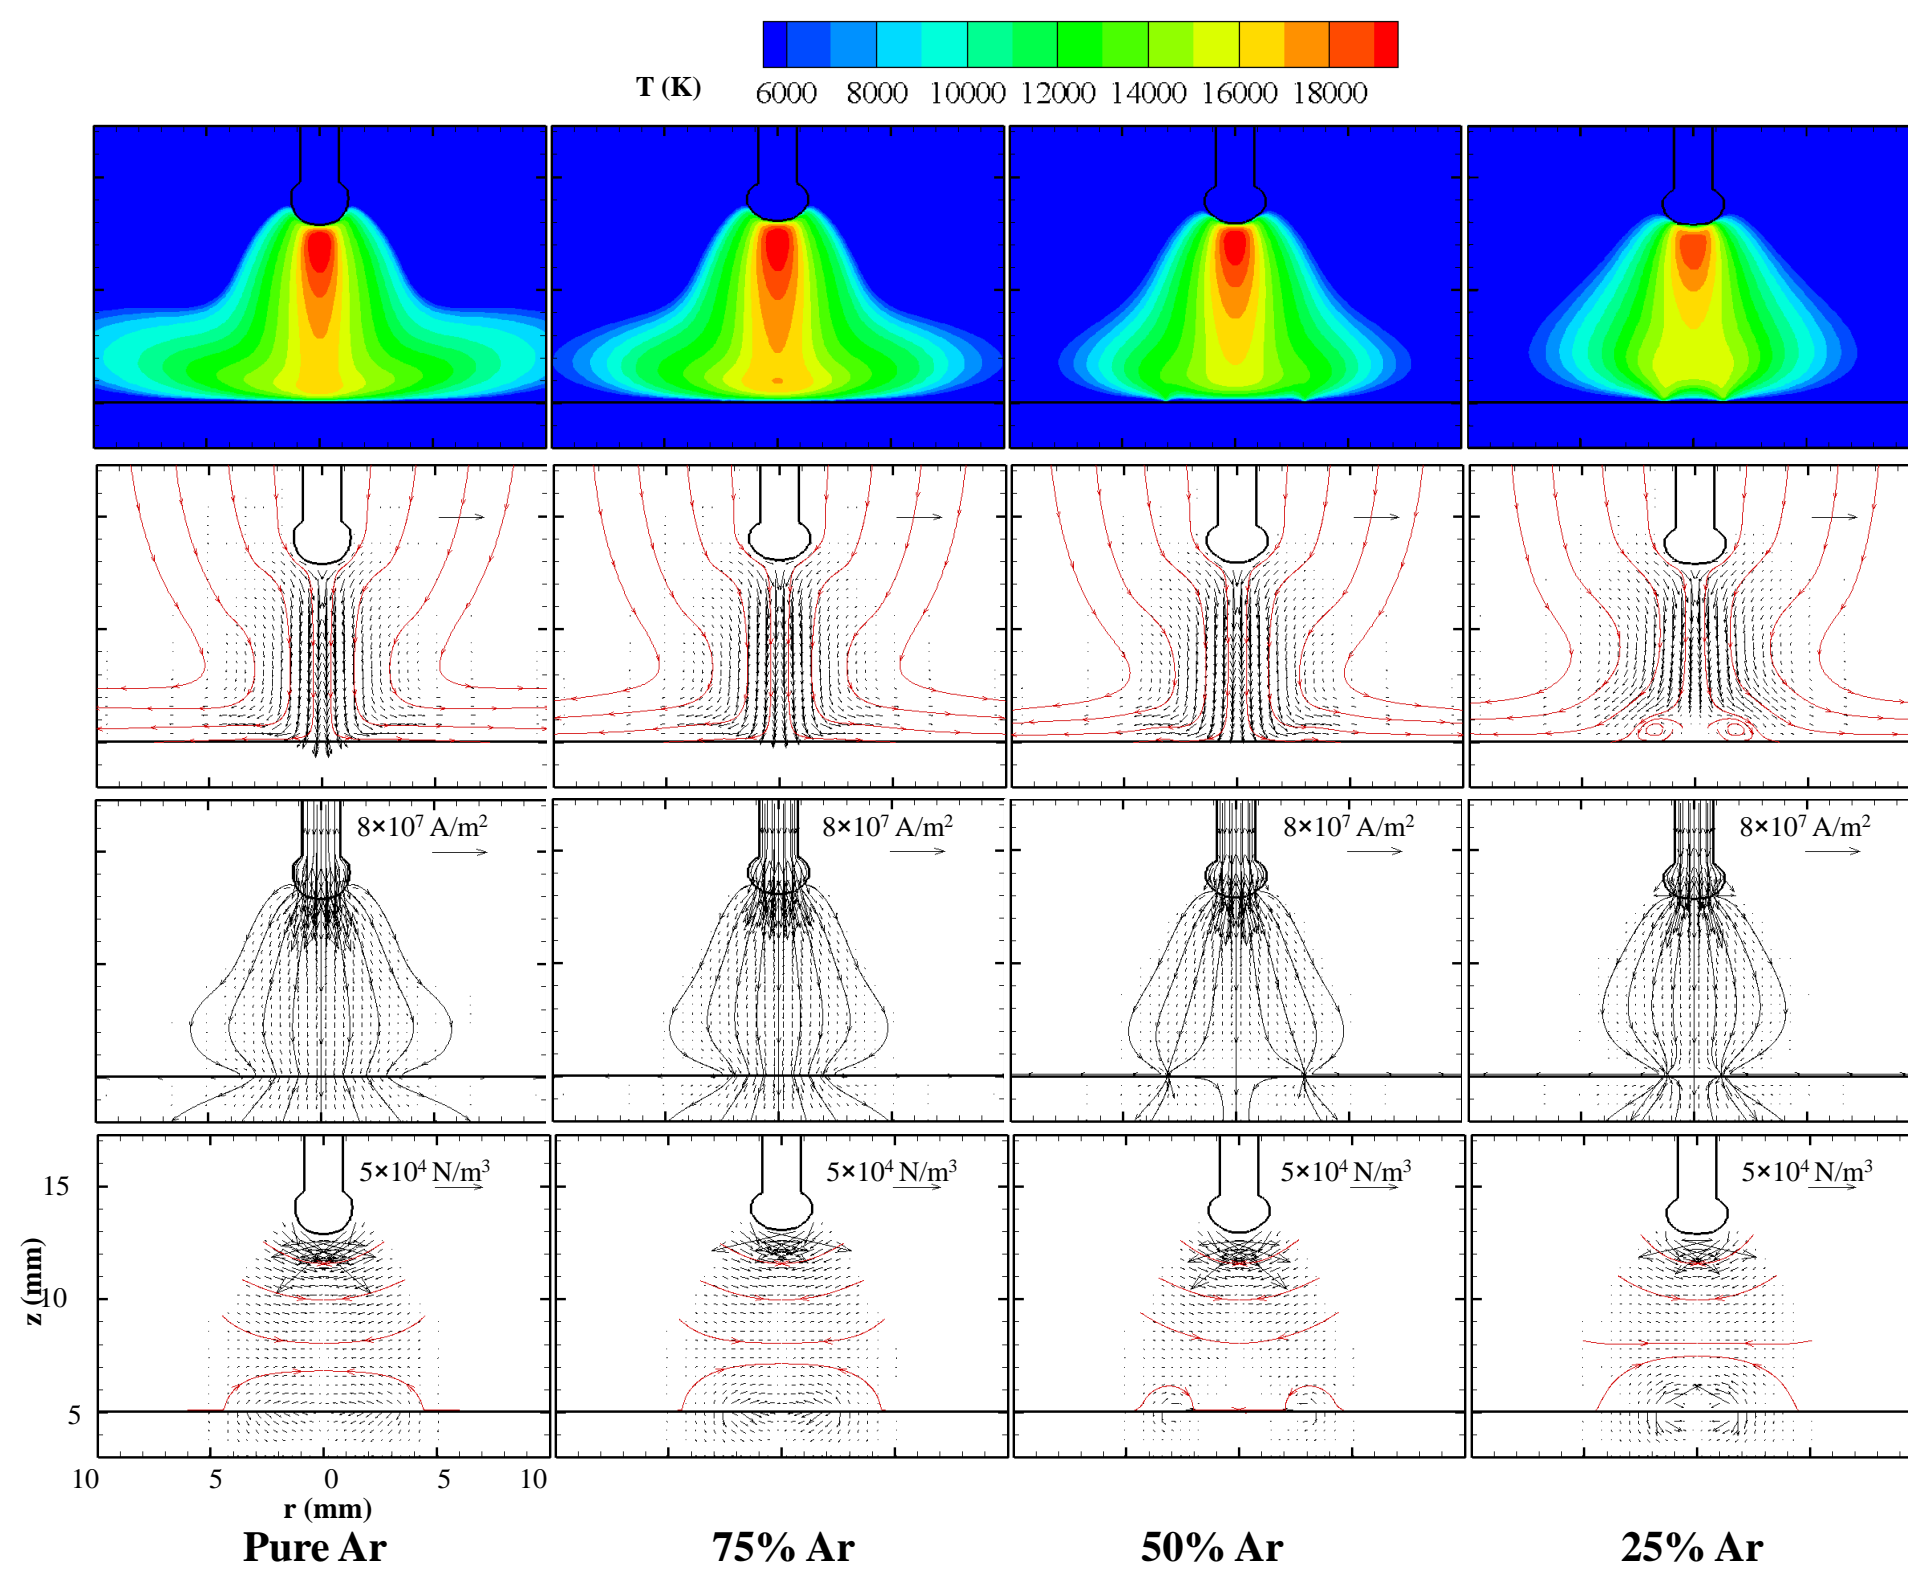 T (K)
6000 8000 10000 12000 14000 16000 18000
8×10⁷ A/m² 8×10⁷ A/m² 8×10⁷ A/m² 8×10⁷ A/m²
5×10⁴ N/m³ 5×10⁴ N/m³ 5×10⁴ N/m³ 5×10⁴ N/m³
15
10
5
z (mm)
10 5 0 5 10
r (mm)
Pure Ar 75% Ar 50% Ar 25% Ar